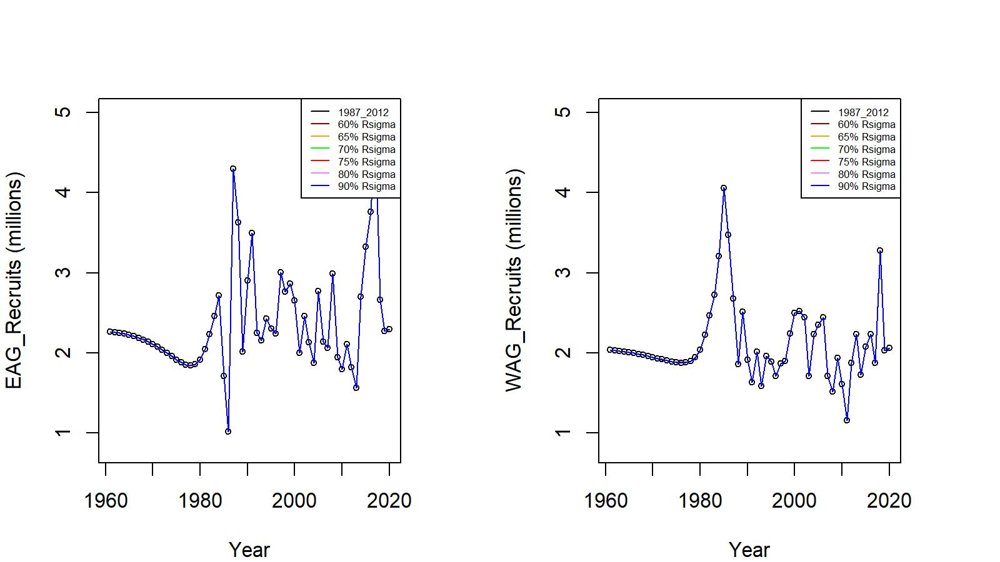 EAG_Recruits (millions)
5
4
3
2
1
1987_2012
60% Rsigma
65% Rsigma
70% Rsigma
75% Rsigma
80% Rsigma
90% Rsigma
1960 1980 2000 2020
Year
WAG_Recruits (millions)
5
4
3
2
1
1987_2012
60% Rsigma
65% Rsigma
70% Rsigma
75% Rsigma
80% Rsigma
90% Rsigma
1960 1980 2000 2020
Year